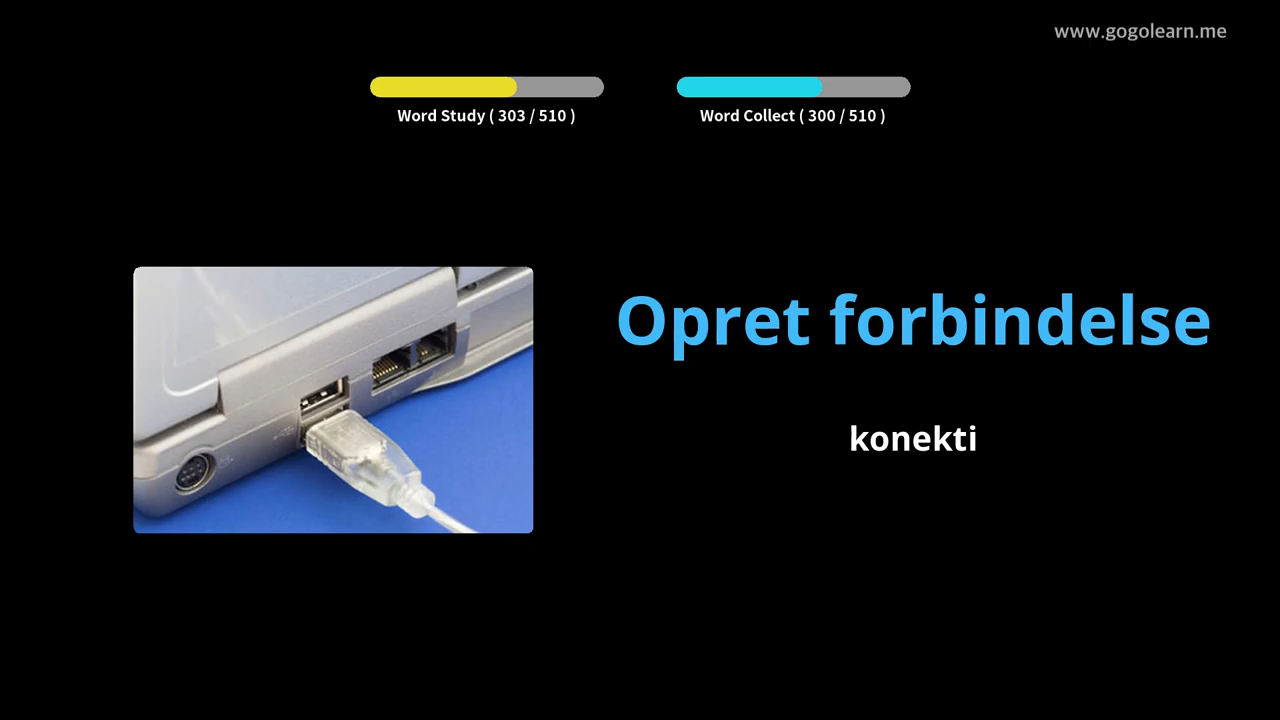 www.gogolearn.me
Word Study ( 303 / 510 )
Word Collect ( 300 / 510 )
Opret forbindelse
konekti